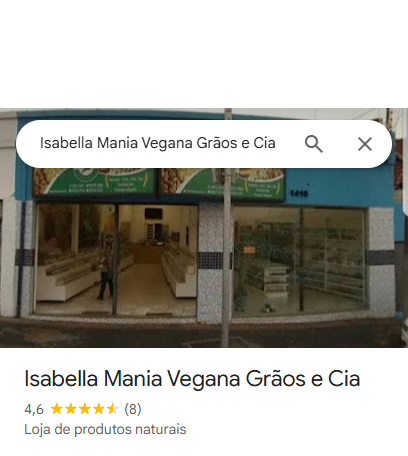 Isabella Mania Vegana Grãos e Cia
1416
Isabella Mania Vegana Grãos e Cia
4,6 (8)
Loja de produtos naturais